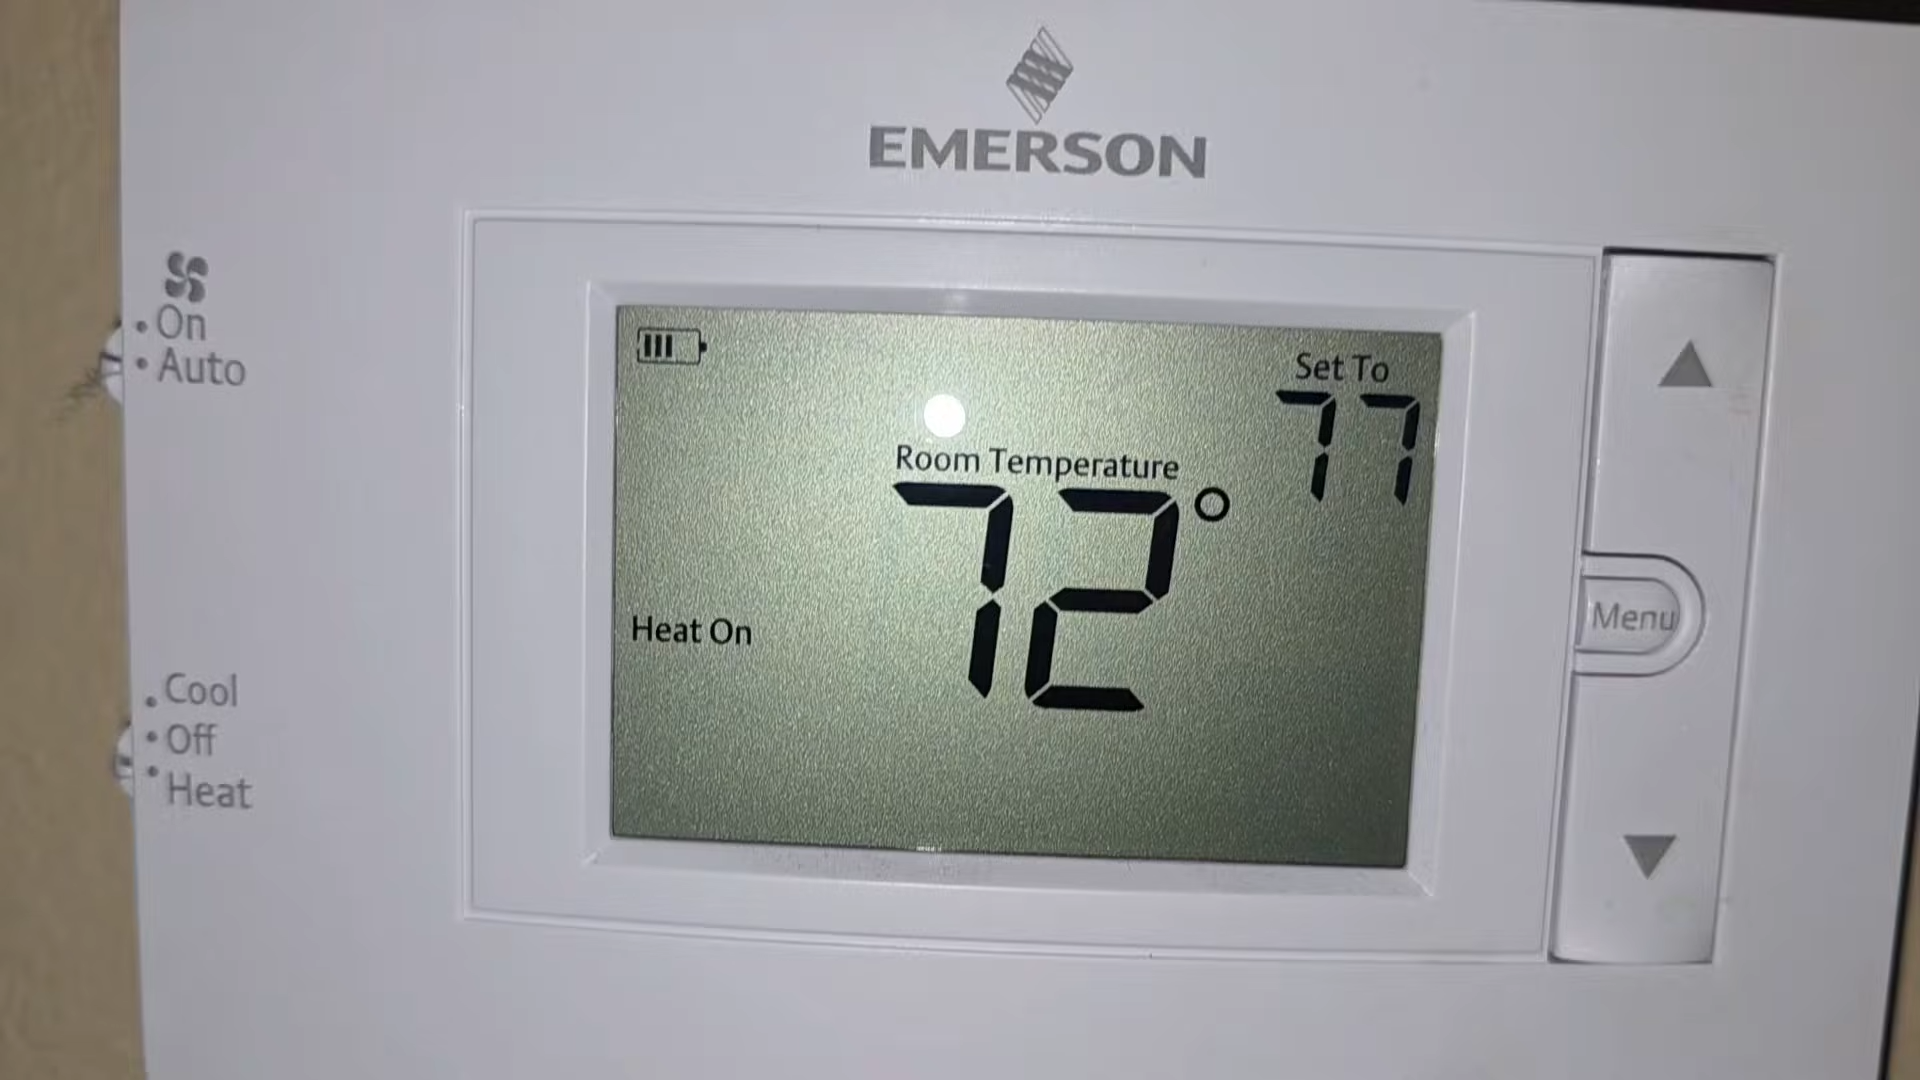 EMERSON
On
Auto
Set To
77
Room Temperature
72°
Heat On
Menu
Cool
Off
Heat